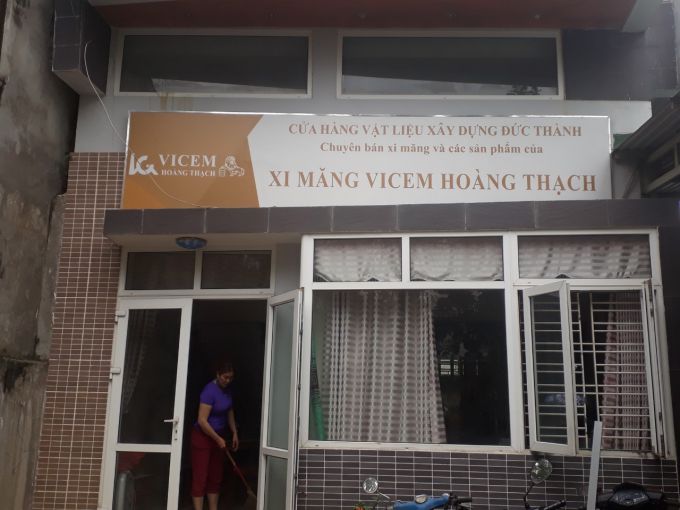 CỬA HÀNG VẬT LIỆU XÂY DỰNG ĐỨC THÀNH
Chuyên bán xi măng và các sản phẩm của
VICEM
HOÀNG THẠCH
XI MĂNG VICEM HOÀNG THẠCH